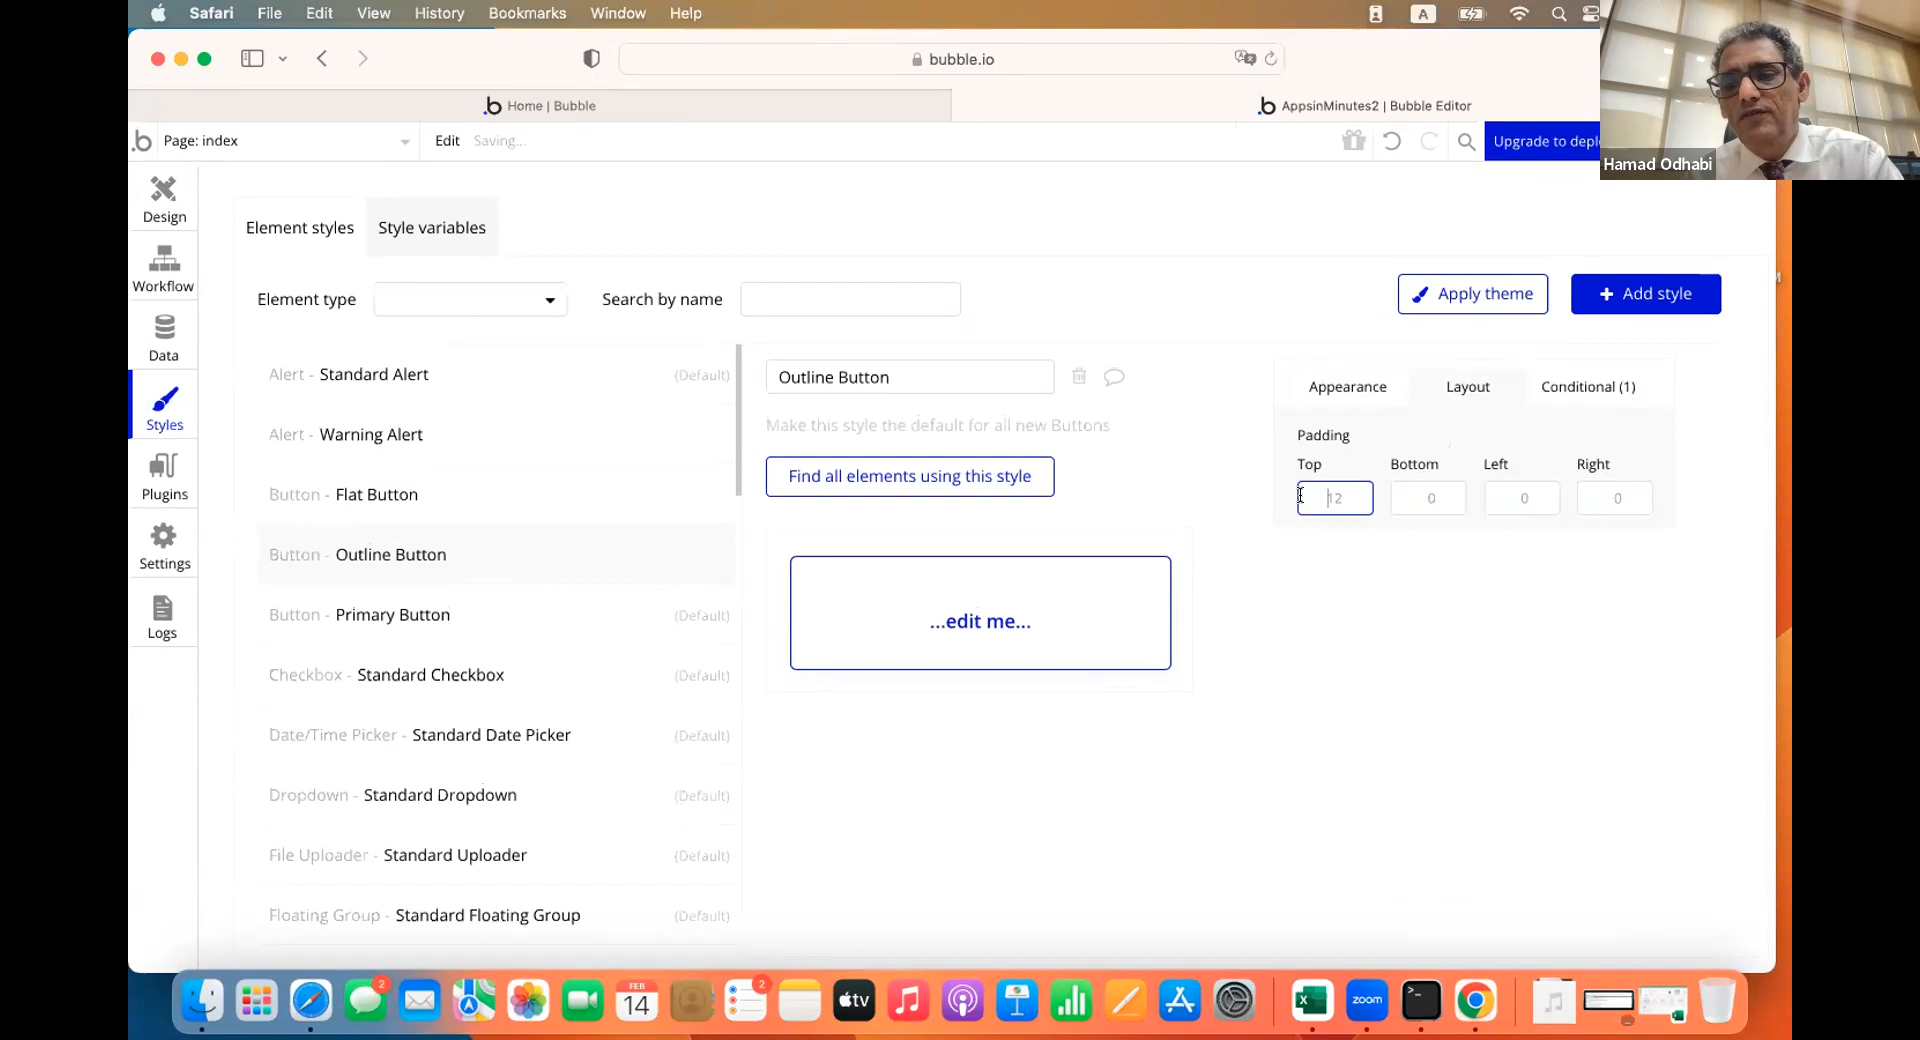 Safari File Edit View History Bookmarks Window Help
A
bubble.io
Home | Bubble
AppsinMinutes2 | Bubble Editor
Page: index
Edit Saving...
Upgrade to depl
Hamad Odhabi
Design
Workflow
Data
Styles
Plugins
Settings
Logs
Element styles Style variables
Element type Search by name
Apply theme + Add style
Alert - Standard Alert (Default)
Alert - Warning Alert
Button - Flat Button
Button - Outline Button
Button - Primary Button (Default)
Checkbox - Standard Checkbox (Default)
Date/Time Picker - Standard Date Picker (Default)
Dropdown - Standard Dropdown (Default)
File Uploader - Standard Uploader (Default)
Floating Group - Standard Floating Group (Default)
Outline Button
Make this style the default for all new Buttons
Find all elements using this style
...edit me...
Appearance Layout Conditional (1)
Padding
Top Bottom Left Right
12 0 0 0
2
FEB
14
2
tv
zoom